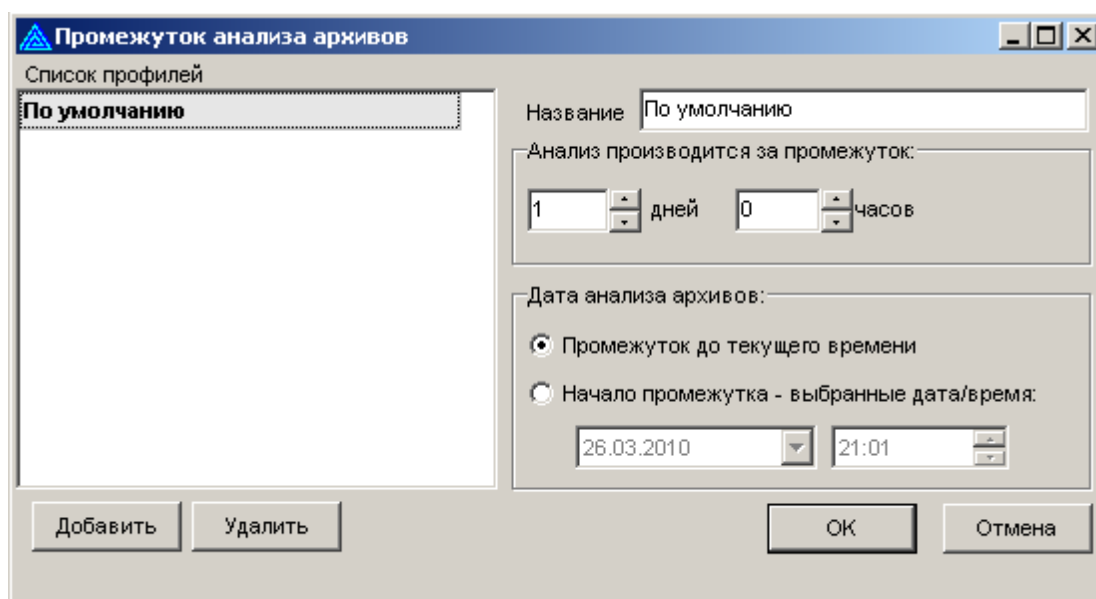 Промежуток анализа архивов
Список профилей
По умолчанию
Название По умолчанию
Анализ производится за промежуток:
1 дней 0 часов
Дата анализа архивов:
Промежуток до текущего времени
Начало промежутка - выбранные дата/время:
26.03.2010 21:01
Добавить Удалить OK Отмена